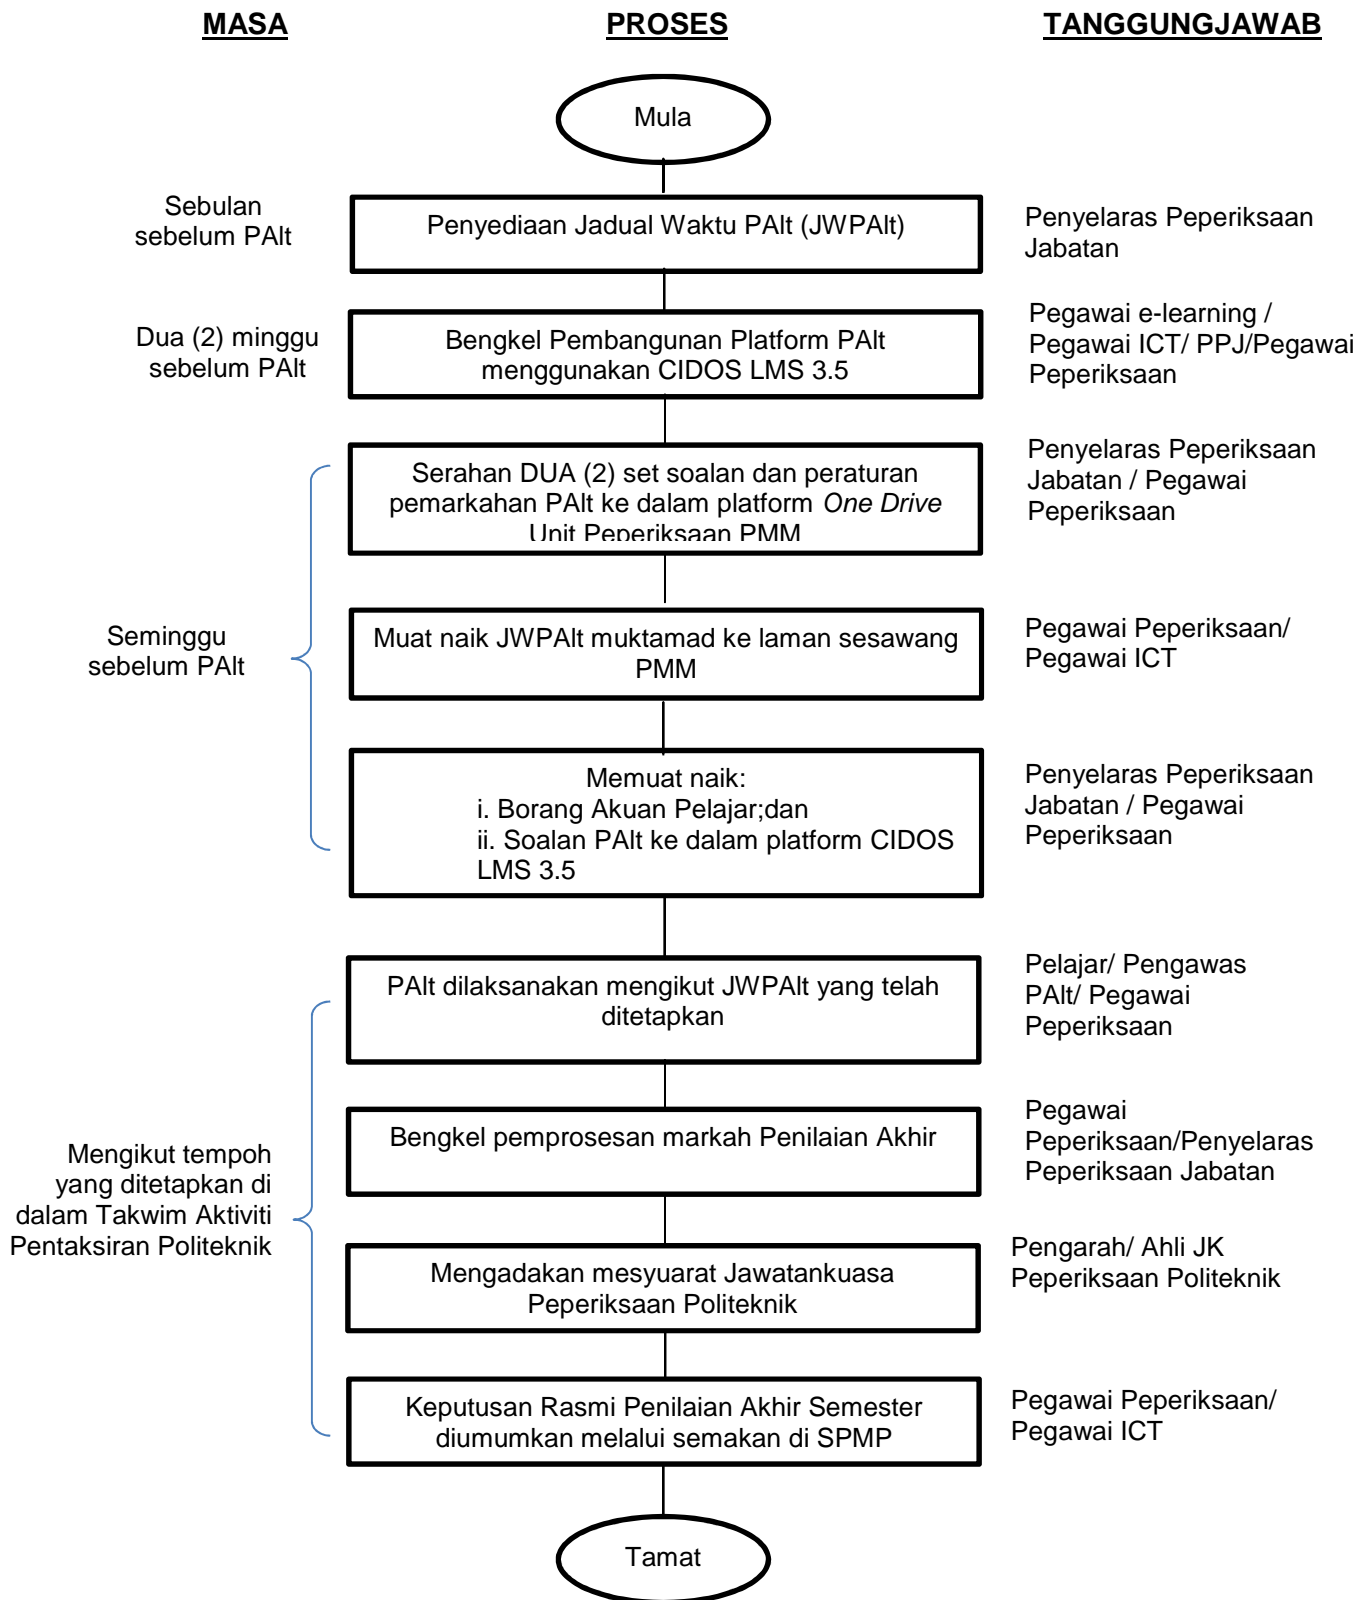 MASA
PROSES
TANGGUNGJAWAB
Mula
Sebulan
sebelum PAlt
Penyediaan Jadual Waktu PAlt (JWPAlt)
Penyelaras Peperiksaan
Jabatan
Dua (2) minggu
sebelum PAlt
Bengkel Pembangunan Platform PAlt
menggunakan CIDOS LMS 3.5
Pegawai e-learning /
Pegawai ICT/ PPJ/Pegawai
Peperiksaan
Serahan DUA (2) set soalan dan peraturan
pemarkahan PAlt ke dalam platform One Drive
Unit Peperiksaan PMM
Penyelaras Peperiksaan
Jabatan / Pegawai
Peperiksaan
Seminggu
sebelum PAlt
Muat naik JWPAlt muktamad ke laman sesawang
PMM
Pegawai Peperiksaan/
Pegawai ICT
Memuat naik:
i. Borang Akuan Pelajar;dan
ii. Soalan PAlt ke dalam platform CIDOS
LMS 3.5
Penyelaras Peperiksaan
Jabatan / Pegawai
Peperiksaan
PAlt dilaksanakan mengikut JWPAlt yang telah
ditetapkan
Pelajar/ Pengawas
PAlt/ Pegawai
Peperiksaan
Bengkel pemprosesan markah Penilaian Akhir
Pegawai
Peperiksaan/Penyelaras
Peperiksaan Jabatan
Mengikut tempoh
yang ditetapkan di
dalam Takwim Aktiviti
Pentaksiran Politeknik
Mengadakan mesyuarat Jawatankuasa
Peperiksaan Politeknik
Pengarah/ Ahli JK
Peperiksaan Politeknik
Keputusan Rasmi Penilaian Akhir Semester
diumumkan melalui semakan di SPMP
Pegawai Peperiksaan/
Pegawai ICT
Tamat